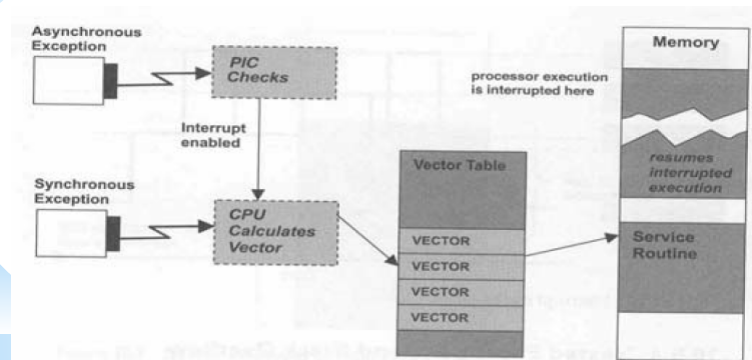 Asynchronous
Exception
PIC
Checks
processor execution
is interrupted here
Memory
Interrupt
enabled
resumes
interrupted
execution
Synchronous
Exception
CPU
Calculates
Vector
Vector Table
VECTOR
VECTOR
VECTOR
VECTOR
Service
Routine